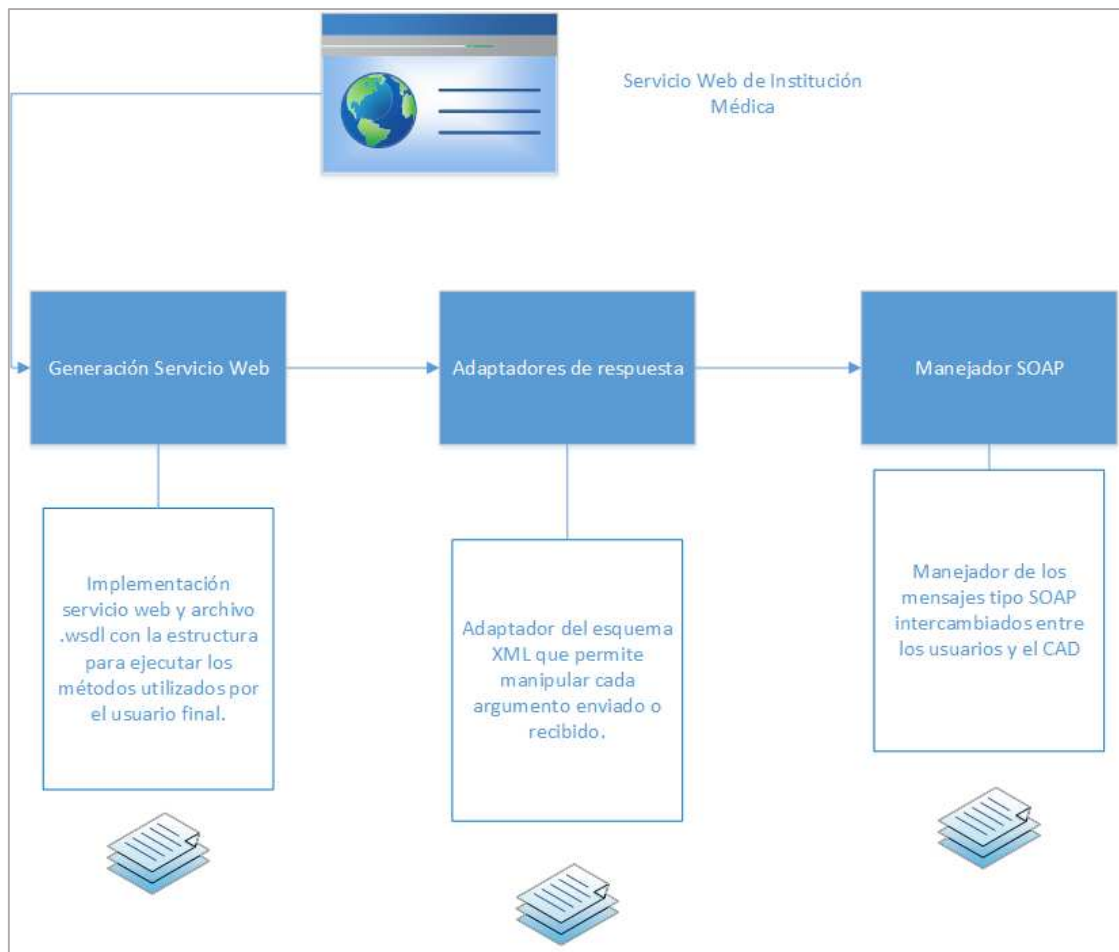 Servicio Web de Institución
Médica
Generación Servicio Web
Adaptadores de respuesta
Manejador SOAP
Implementación
servicio web y archivo
.wsdl con la estructura
para ejecutar los
métodos utilizados por
el usuario final.
Adaptador del esquema
XML que permite
manipular cada
argumento enviado o
recibido.
Manejador de los
mensajes tipo SOAP
intercambiados entre
los usuarios y el CAD